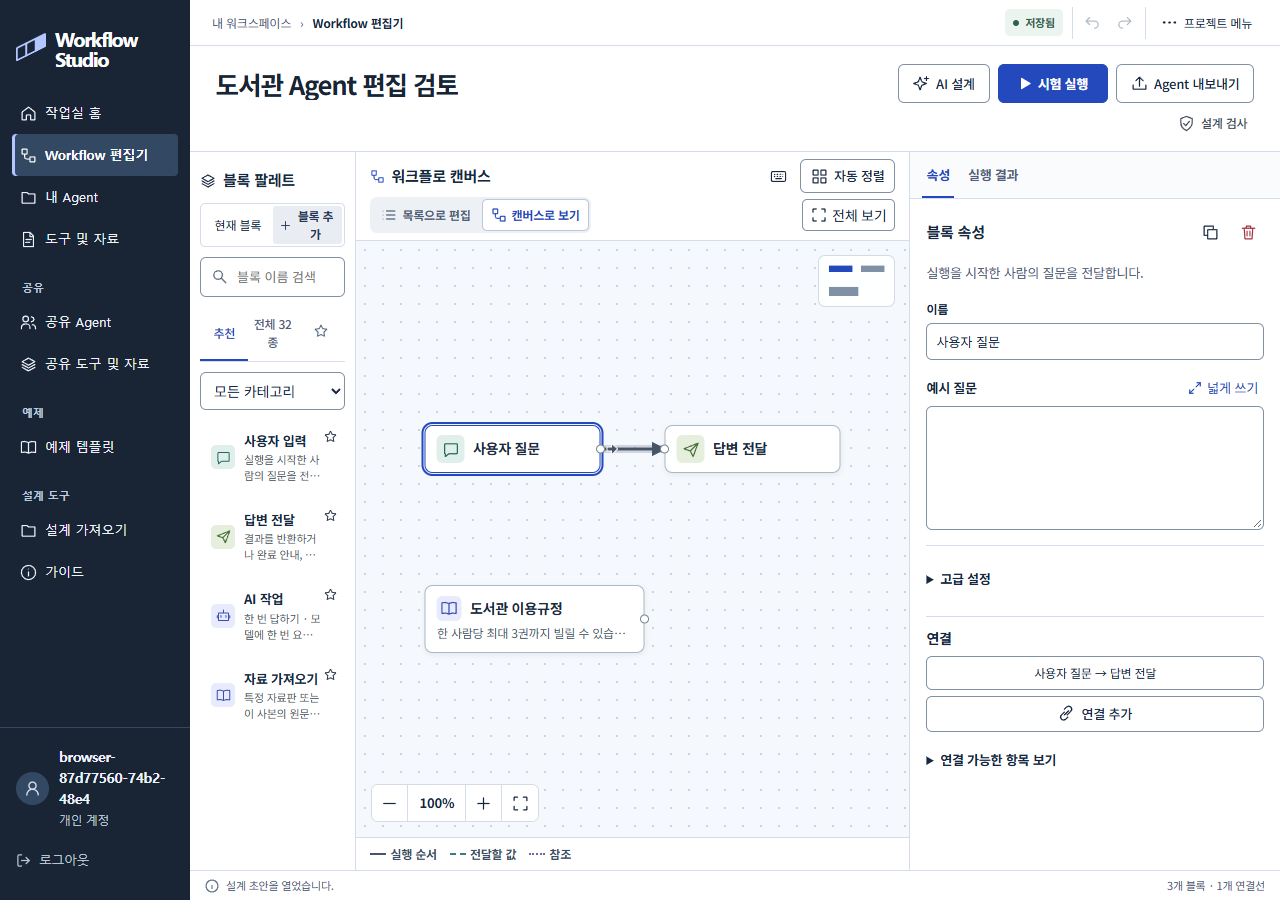 Workflow
Studio
작업실 홈
Workflow 편집기
내 Agent
도구 및 자료
공유
공유 Agent
공유 도구 및 자료
예제
예제 템플릿
설계 도구
설계 가져오기
가이드
browser-
87d77560-74b2-
48e4
개인 계정
로그아웃
내 워크스페이스 › Workflow 편집기
저장됨
프로젝트 메뉴
도서관 Agent 편집 검토
AI 설계
시험 실행
Agent 내보내기
설계 검사
블록 팔레트
현재 블록
블록 추
가
블록 이름 검색
추천
전체 32
종
모든 카테고리
사용자 입력
실행을 시작한 사
람의 질문을 전…
답변 전달
결과를 반환하거
나 완료 안내, …
AI 작업
한 번 답하기 · 모
델에 한 번 요…
자료 가져오기
특정 자료판 또는
이 사본의 원문…
워크플로 캔버스
자동 정렬
목록으로 편집
캔버스로 보기
전체 보기
사용자 질문
답변 전달
도서관 이용규정
한 사람당 최대 3권까지 빌릴 수 있습…
100%
실행 순서
전달할 값
참조
속성
실행 결과
블록 속성
실행을 시작한 사람의 질문을 전달합니다.
이름
사용자 질문
예시 질문
넓게 쓰기
고급 설정
연결
사용자 질문 → 답변 전달
연결 추가
연결 가능한 항목 보기
설계 초안을 열었습니다.
3개 블록 · 1개 연결선